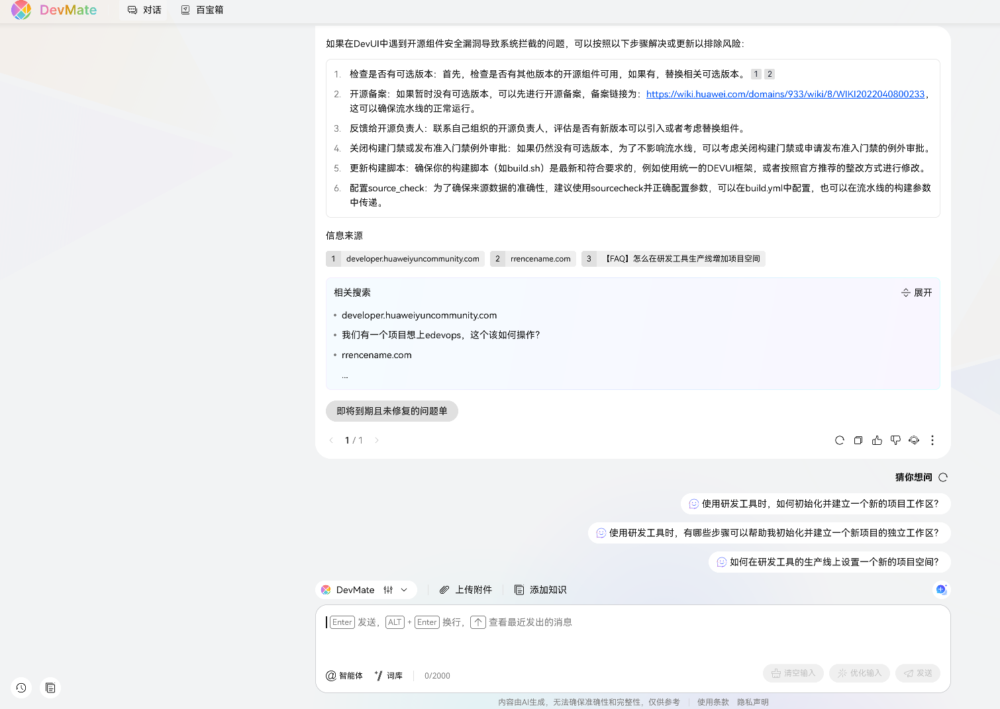 DevMate
对话
百宝箱
如果在DevUI中遇到开源组件安全漏洞导致系统拦截的问题，可以按照以下步骤解决或更新以排除风险：
1. 检查是否有可选版本：首先，检查是否有其他版本的开源组件可用，如果有，替换相关可选版本。 1 2
2. 开源备案：如果暂时没有可选版本，可以先进行开源备案，备案链接为：https://wiki.huawei.com/domains/933/wiki/8/WIKI2022040800233，
这可以确保流水线的正常运行。
3. 反馈给开源负责人：联系自己组织的开源负责人，评估是否有新版本可以引入或者考虑替换组件。
4. 关闭构建门禁或发布准入门禁例外审批：如果仍然没有可选版本，为了不影响流水线，可以考虑关闭构建门禁或申请发布准入门禁的例外审批。
5. 更新构建脚本：确保你的构建脚本（如build.sh）是最新和符合要求的，例如使用统一的DEVUI框架，或者按照官方推荐的整改方式进行修改。
6. 配置source_check：为了确保来源数据的准确性，建议使用sourcecheck并正确配置参数，可以在build.yml中配置，也可以在流水线的构建参数
中传递。
信息来源
1 developer.huaweiyuncommunity.com 2 rrencename.com 3 【FAQ】怎么在研发工具生产线增加项目空间
相关搜索
展开
• developer.huaweiyuncommunity.com
• 我们有一个项目想上edevops，这个该如何操作?
• rrencename.com
...
即将到期且未修复的问题单
1 / 1
猜你想问
使用研发工具时，如何初始化并建立一个新的项目工作区?
使用研发工具时，有哪些步骤可以帮助我初始化并建立一个新项目的独立工作区?
如何在研发工具的生产线上设置一个新的项目空间?
DevMate
上传附件
添加知识
Enter 发送，ALT + Enter 换行，↑ 查看最近发出的消息
@ 智能体
词库
0/2000
清空输入
优化输入
发送
内容由AI生成，无法确保准确性和完整性，仅供参考
使用条款
隐私声明